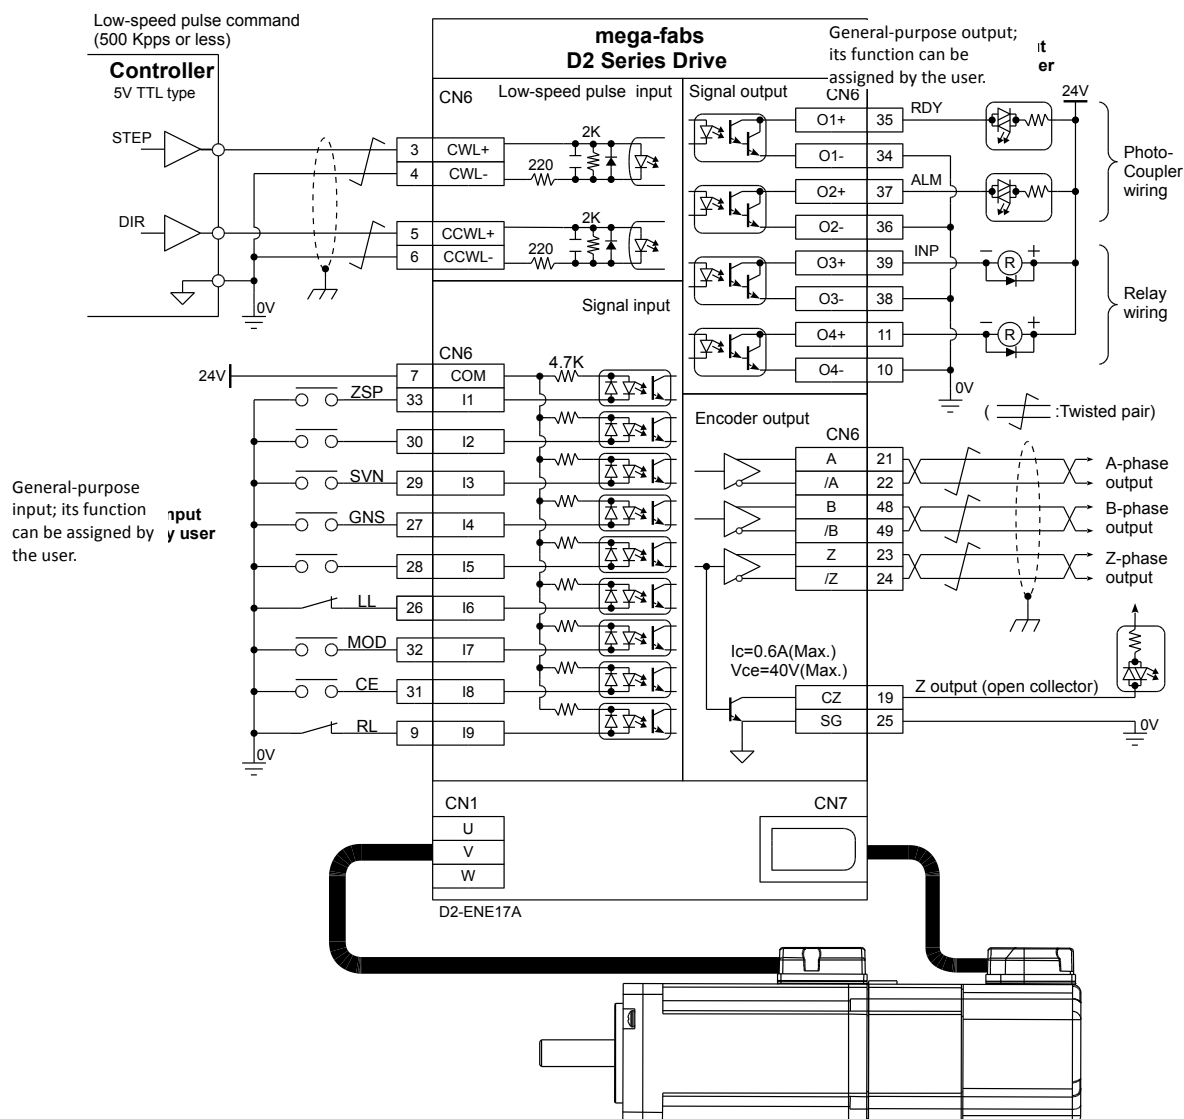 Low-speed pulse command
(500 Kpps or less)
Controller
5V TTL type
STEP
DIR
0V
mega-fabs
D2 Series Drive
General-purpose output;
its function can be
assigned by the user.
CN6
Low-speed pulse input
3 CWL+
4 CWL-
220
2K
5 CCWL+
6 CCWL-
220
2K
Signal output
CN6
24V
O1+ 35 RDY
O1- 34
O2+ 37 ALM
O2- 36
O3+ 39 INP
O3- 38
O4+ 11
O4- 10
0V
R
R
Photo-
Coupler
wiring
Relay
wiring
Signal input
CN6
24V
7 COM
4.7K
ZSP 33 I1
30 I2
SVN 29 I3
GNS 27 I4
28 I5
LL 26 I6
MOD 32 I7
CE 31 I8
RL 9 I9
0V
General-purpose
input; its function
can be assigned by
the user.
y user
( :Twisted pair)
Encoder output
CN6
A 21
/A 22
B 48
/B 49
Z 23
/Z 24
A-phase
output
B-phase
output
Z-phase
output
Ic=0.6A(Max.)
Vce=40V(Max.)
CZ 19
SG 25
Z output (open collector)
0V
CN1
U
V
W
CN7
D2-ENE17A